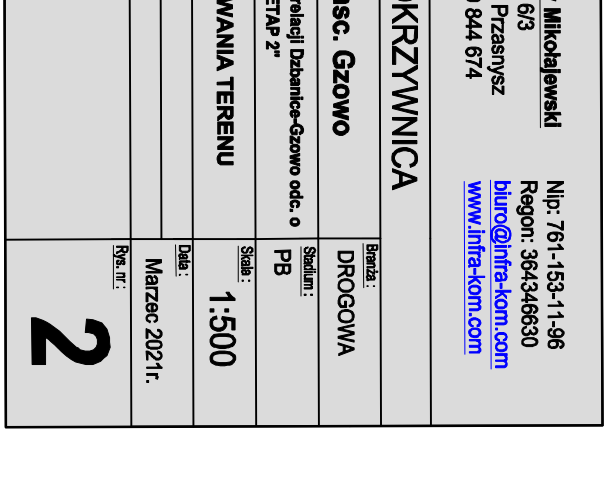 Mikołajewski
6/3
Przasnysz
844 674
Nip: 761-153-11-96
Regon: 364346630
biuro@infra-kom.com
www.infra-kom.com
OKRZYWNICA
asc. Gzowo
relacji Dzbanice-Gzowo odc. o
ETAP 2"
WANIA TERENU
Branża :
DROGOWA
Stadium :
PB
Skala :
1:500
Data :
Marzec 2021r.
Rys. nr :
2